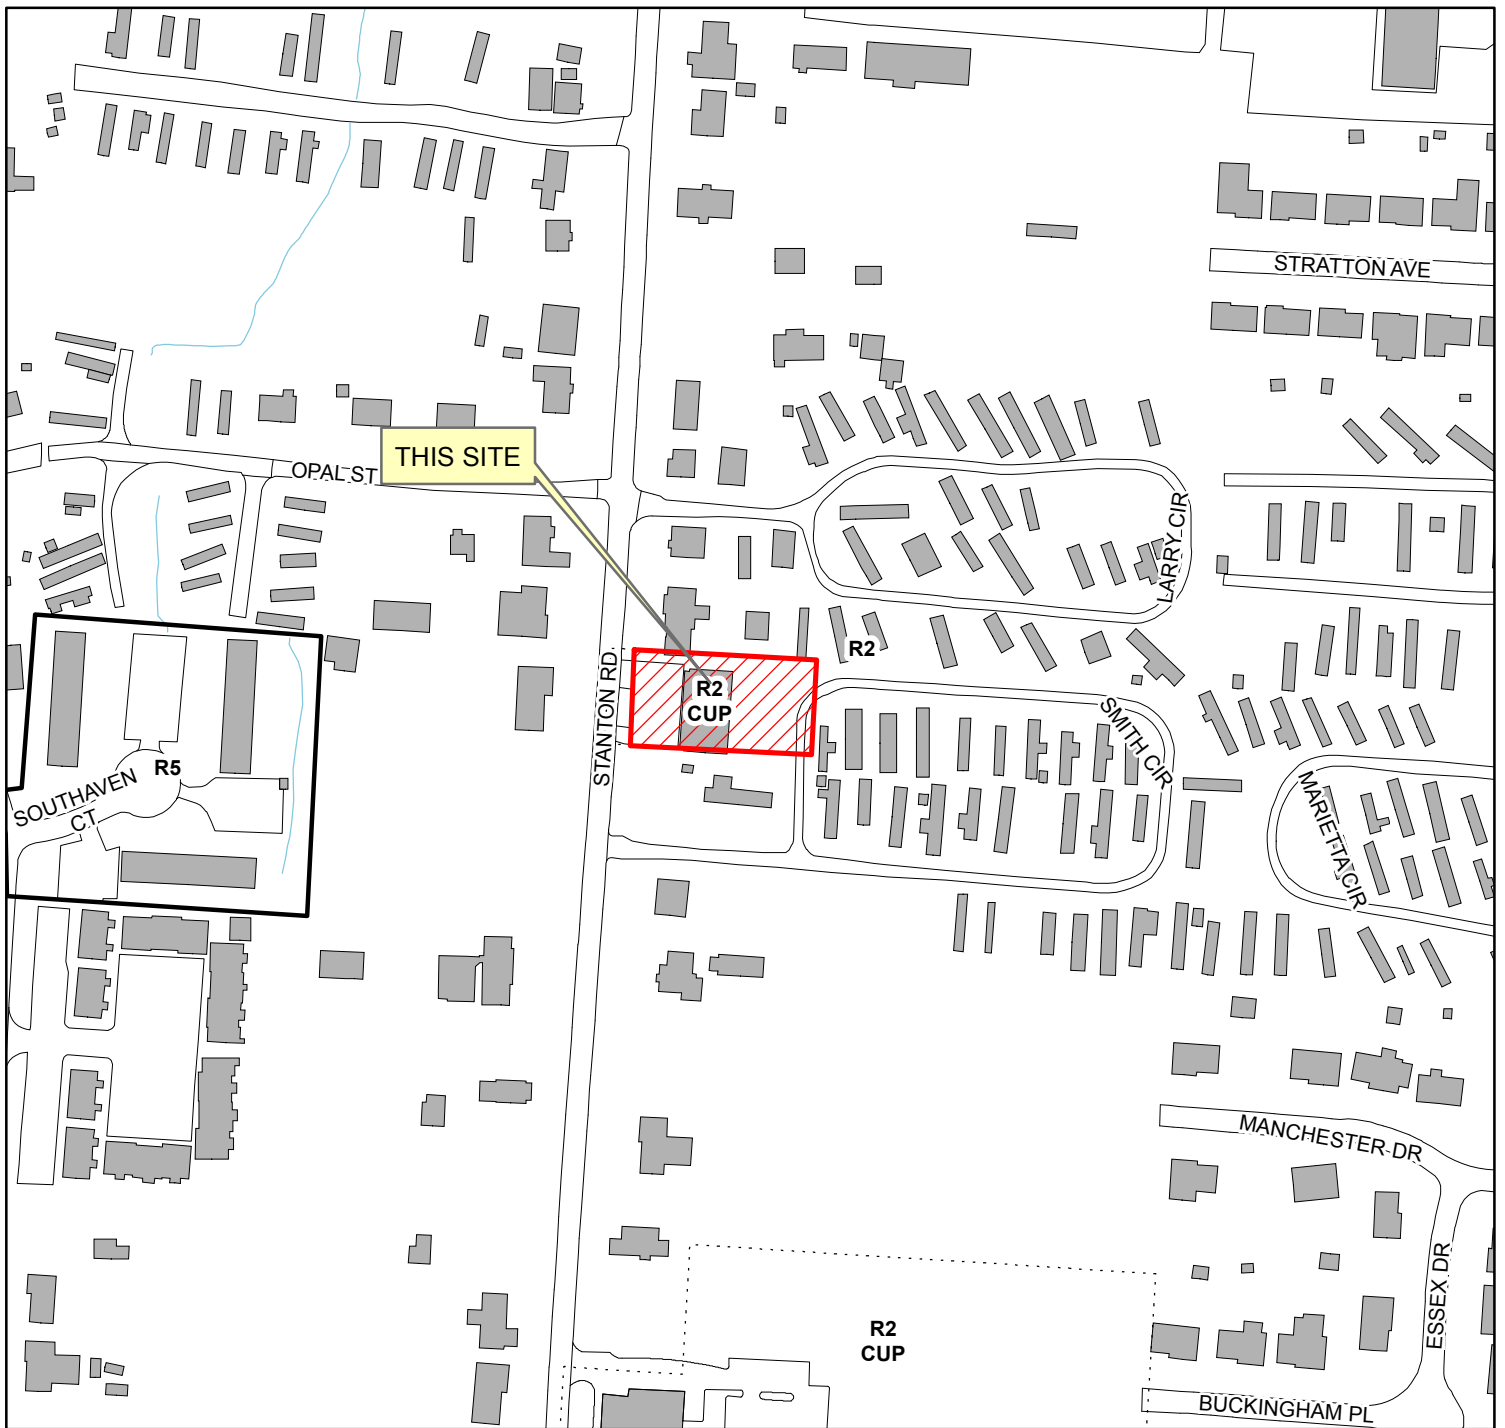 STRATTON AVE
THIS SITE
OPAL ST
LARRY CIR
R2
STANTON RD
R2
CUP
SMITH CIR
R5
SOUTHAVEN
CT
MARIETTA CIR
MANCHESTER DR
ESSEX DR
R2
CUP
BUCKINGHAM PL